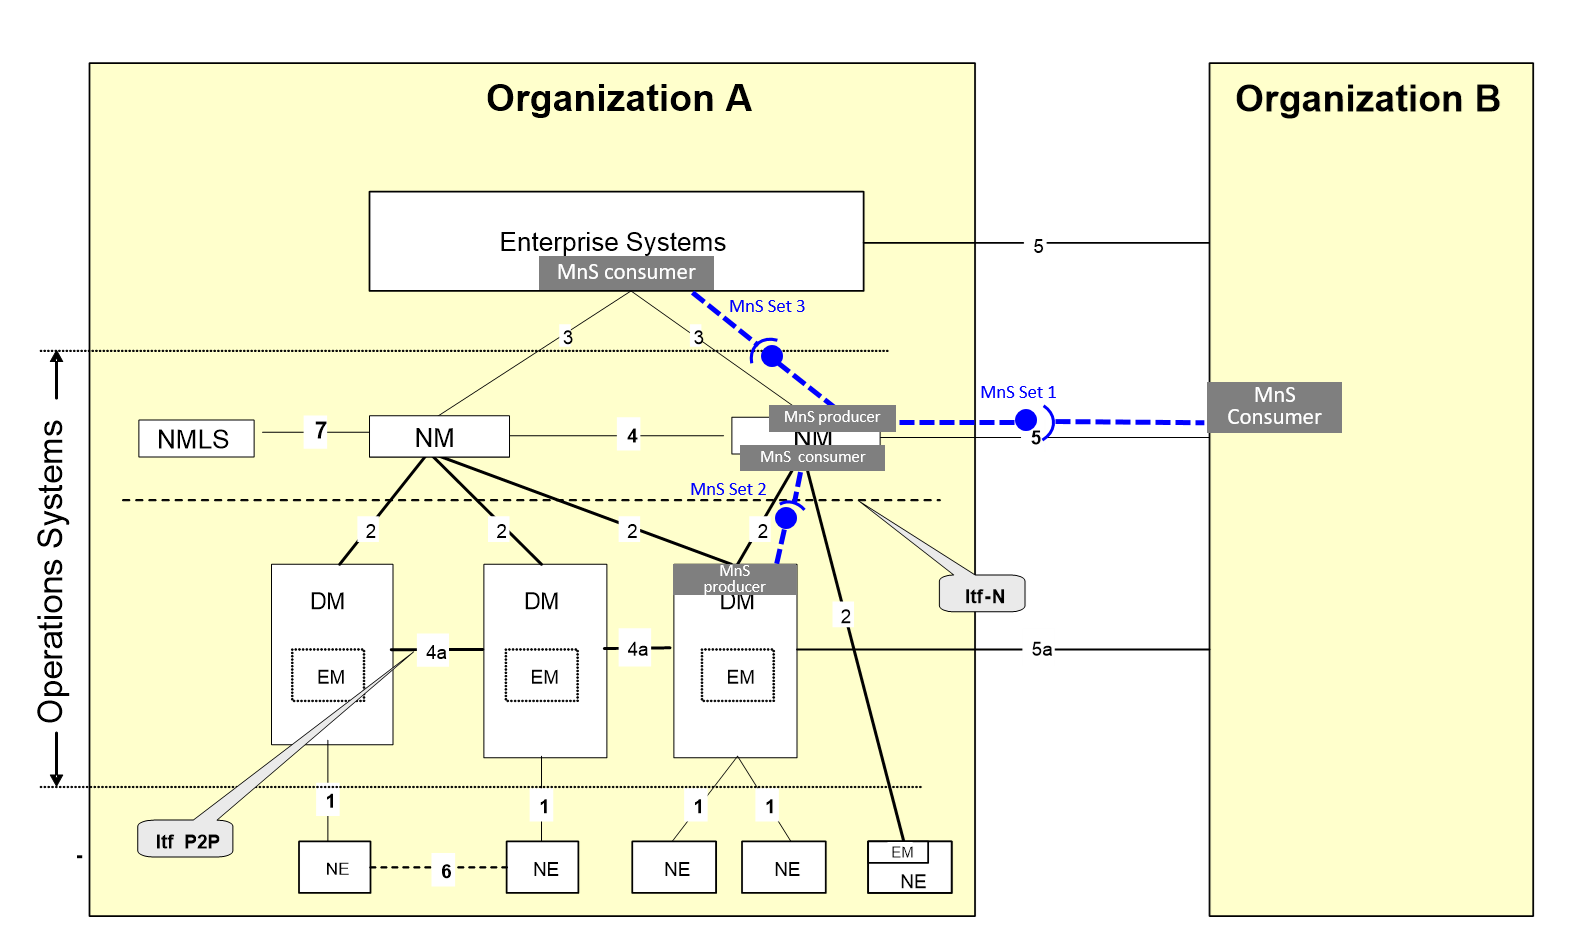 Organization A
Organization B
Enterprise Systems
5
MnS consumer
MnS Set 3
3
3
MnS Set 1
MnS
Consumer
MnS producer
NMLS
7
NM
4
NM
5
MnS consumer
MnS Set 2
Operations Systems
2
2
2
2
MnS
producer
DM
DM
DM
Itf-N
2
4a
4a
5a
EM
EM
EM
1
1
1
1
Itf P2P
-
NE
6
NE
NE
NE
EM
NE